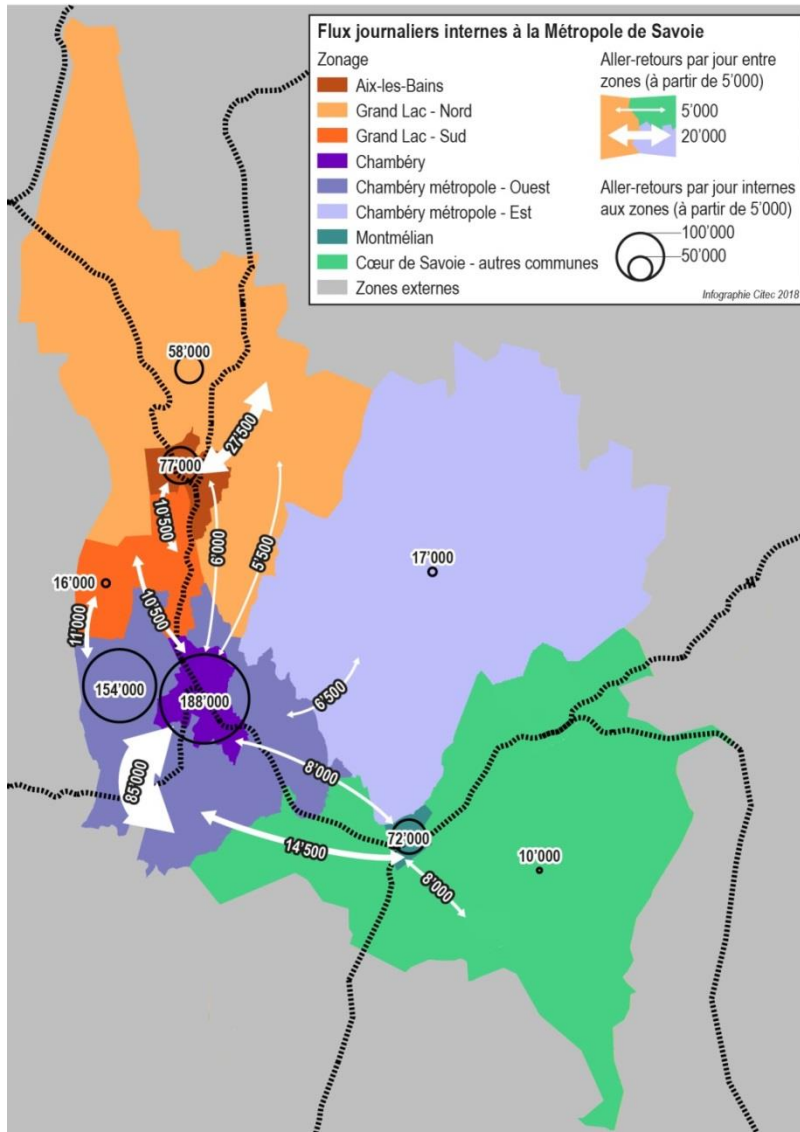 Flux journaliers internes à la Métropole de Savoie
Zonage
Aix-les-Bains
Grand Lac - Nord
Grand Lac - Sud
Chambéry
Chambéry métropole - Ouest
Chambéry métropole - Est
Montmélian
Cœur de Savoie - autres communes
Zones externes
Aller-retours par jour entre
zones (à partir de 5'000)
5'000
20'000
Aller-retours par jour internes
aux zones (à partir de 5'000)
100'000
50'000
Infographie Citec 2018
58'000
27'500
77'000
10'500
6'000
5'500
17'000
16'000
10'500
11'000
154'000
188'000
6'500
85'000
8'000
14'500
72'000
8'000
10'000